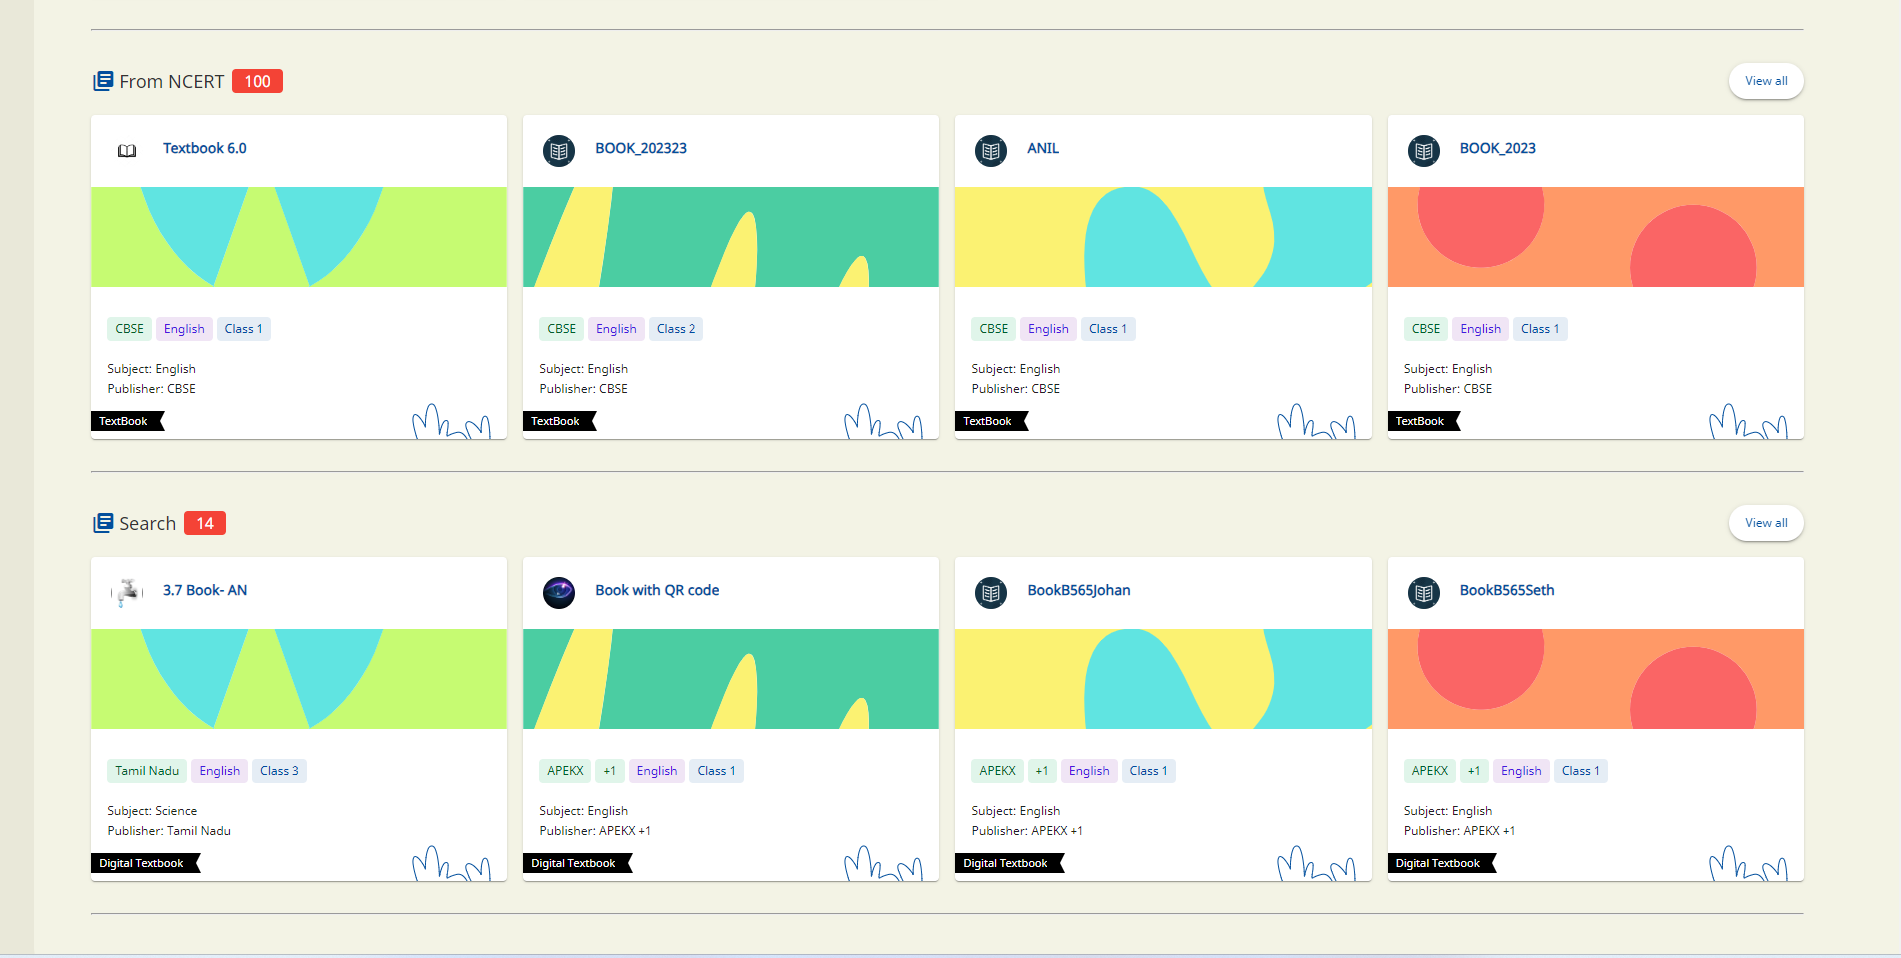 From NCERT 100 View all
Textbook 6.0
CBSE English Class 1
Subject: English
Publisher: CBSE
TextBook
BOOK_202323
CBSE English Class 2
Subject: English
Publisher: CBSE
TextBook
ANIL
CBSE English Class 1
Subject: English
Publisher: CBSE
TextBook
BOOK_2023
CBSE English Class 1
Subject: English
Publisher: CBSE
TextBook
Search 14 View all
3.7 Book- AN
Tamil Nadu English Class 3
Subject: Science
Publisher: Tamil Nadu
Digital Textbook
Book with QR code
APEKX +1 English Class 1
Subject: English
Publisher: APEKX +1
Digital Textbook
BookB565Johan
APEKX +1 English Class 1
Subject: English
Publisher: APEKX +1
Digital Textbook
BookB565Seth
APEKX +1 English Class 1
Subject: English
Publisher: APEKX +1
Digital Textbook